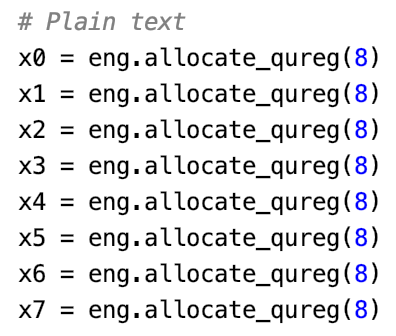 # Plain text
x0 = eng.allocate_qureg(8)
x1 = eng.allocate_qureg(8)
x2 = eng.allocate_qureg(8)
x3 = eng.allocate_qureg(8)
x4 = eng.allocate_qureg(8)
x5 = eng.allocate_qureg(8)
x6 = eng.allocate_qureg(8)
x7 = eng.allocate_qureg(8)